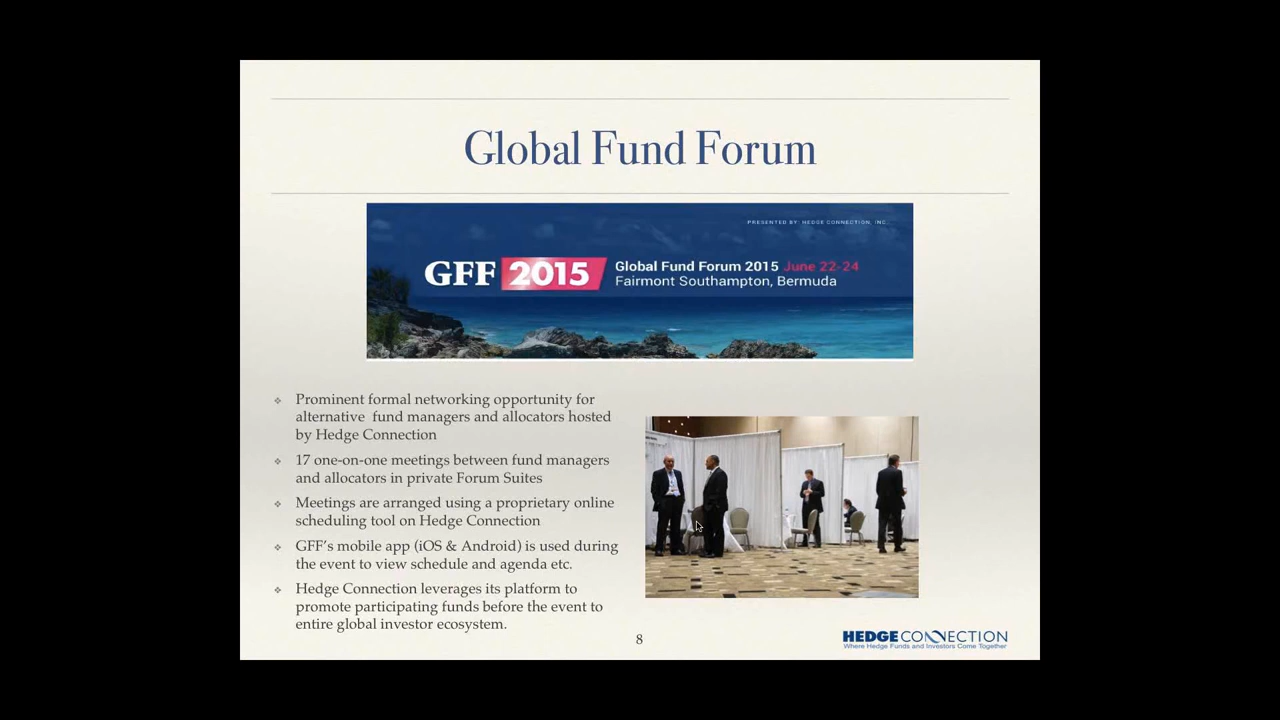 Global Fund Forum
PRESENTED BY: HEDGE CONNECTION, INC.
GFF 2015 Global Fund Forum 2015 June 22-24
Fairmont Southampton, Bermuda
❖ Prominent formal networking opportunity for
alternative  fund managers and allocators hosted
by Hedge Connection
❖ 17 one-on-one meetings between fund managers
and allocators in private Forum Suites
❖ Meetings are arranged using a proprietary online
scheduling tool on Hedge Connection
❖ GFF's mobile app (iOS & Android) is used during
the event to view schedule and agenda etc.
❖ Hedge Connection leverages its platform to
promote participating funds before the event to
entire global investor ecosystem.
8
HEDGECONNECTION
Where Hedge Funds and Investors Come Together